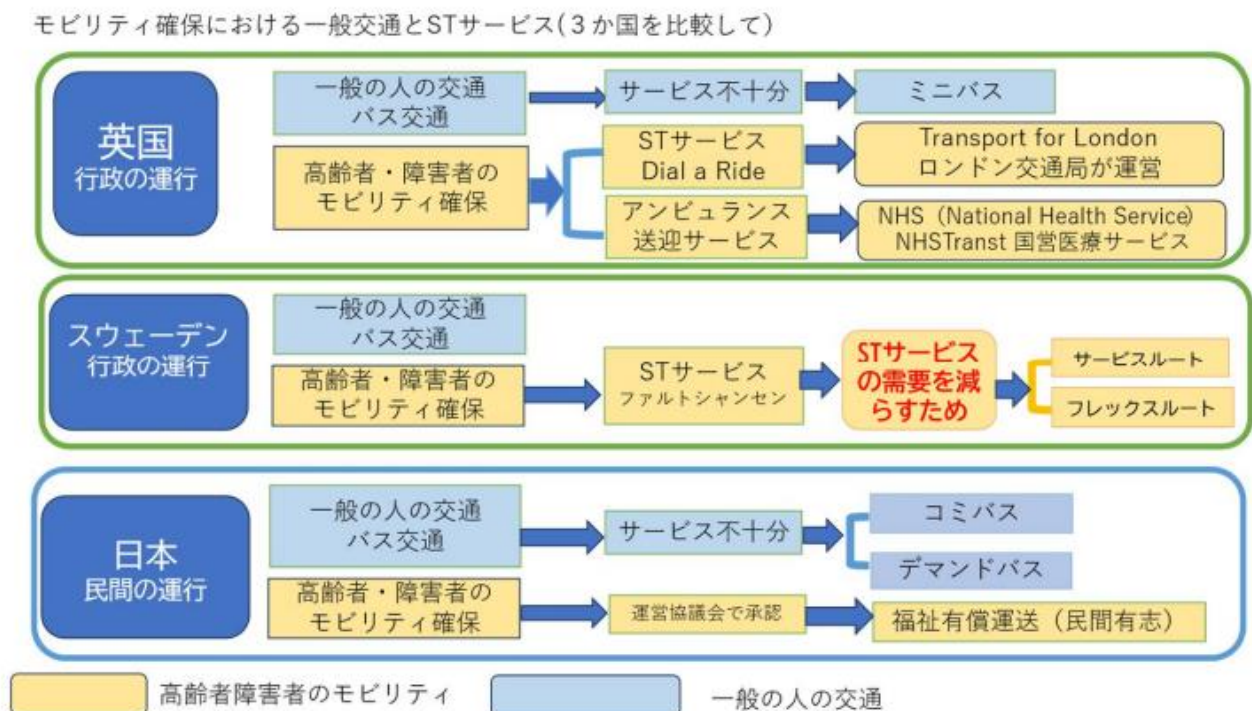 モビリティ確保における一般交通とSTサービス(３か国を比較して)
英国
行政の運行
一般の人の交通
バス交通
サービス不十分
ミニバス
高齢者・障害者の
モビリティ確保
STサービス
Dial a Ride
Transport for London
ロンドン交通局が運営
アンビュランス
送迎サービス
NHS（National Health Service）
NHSTranst 国営医療サービス
スウェーデン
行政の運行
一般の人の交通
バス交通
高齢者・障害者の
モビリティ確保
STサービス
ファルトシャンセン
STサービス
の需要を減
らすため
サービスルート
フレックスルート
日本
民間の運行
一般の人の交通
バス交通
サービス不十分
コミバス
デマンドバス
高齢者・障害者の
モビリティ確保
運営協議会で承認
福祉有償運送（民間有志）
高齢者障害者のモビリティ
一般の人の交通